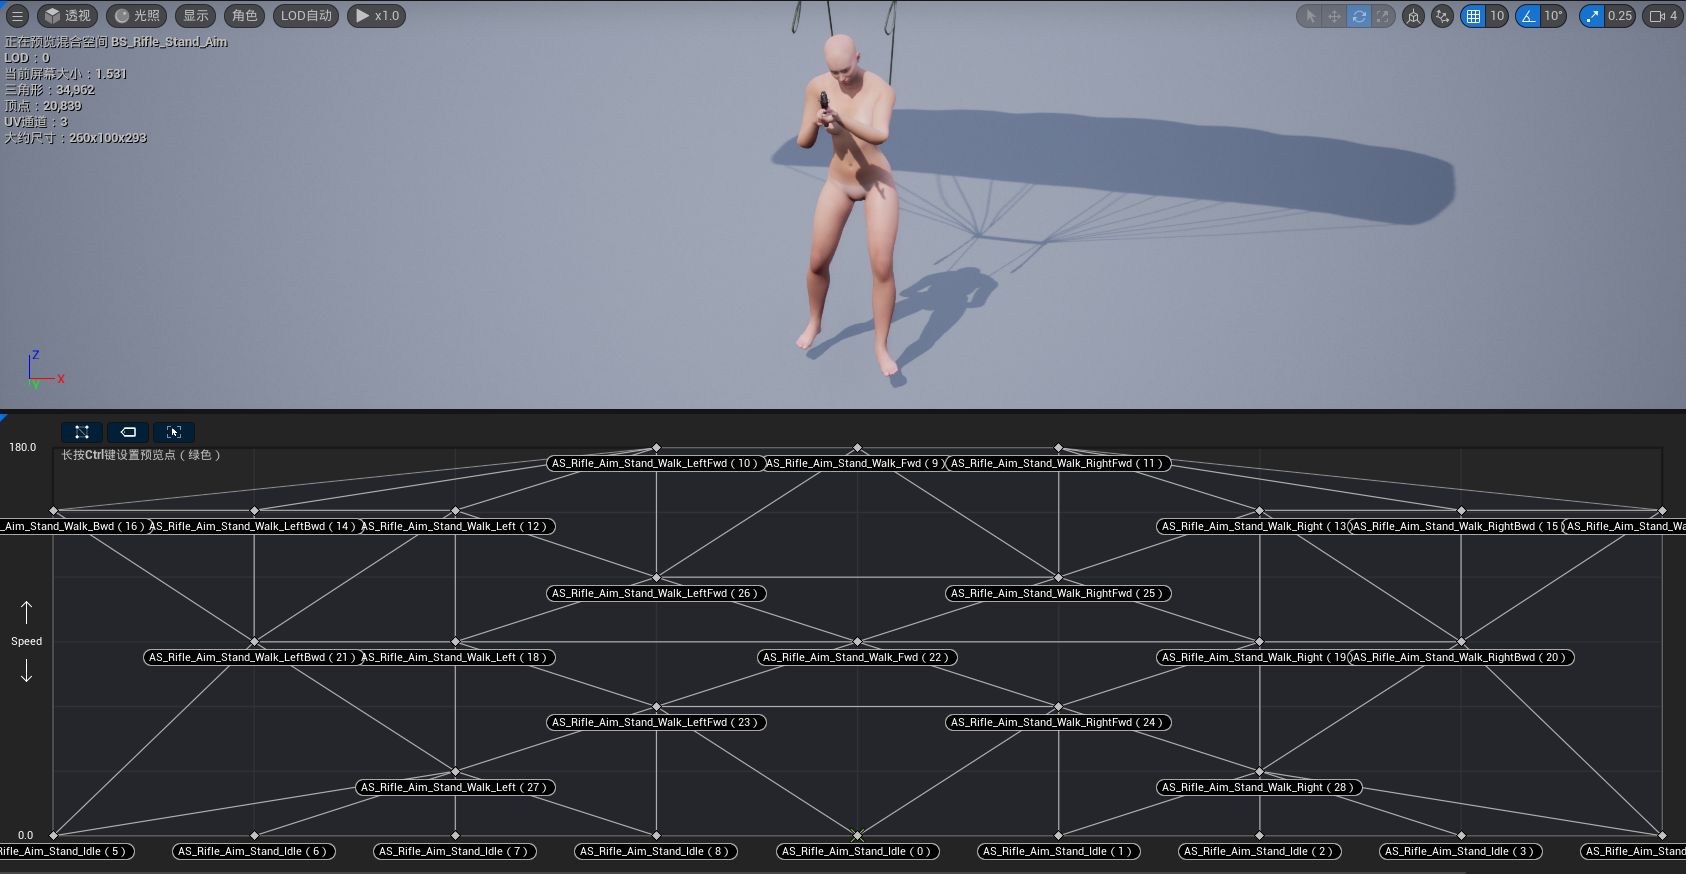 透视 光照 显示 角色 LOD自动 x1.0 10 10° 0.25 4
正在预览混合空间 BS_Rifle_Stand_Aim
LOD：0
当前屏幕大小：1.531
三角形：34,962
顶点：20,839
UV通道：3
大约尺寸：260x100x293
Z
X
Y
180.0
长按Ctrl键设置预览点（绿色）
AS_Rifle_Aim_Stand_Walk_LeftFwd ( 10 ) AS_Rifle_Aim_Stand_Walk_Fwd ( 9 ) AS_Rifle_Aim_Stand_Walk_RightFwd ( 11 )
_Aim_Stand_Walk_Bwd ( 16 ) AS_Rifle_Aim_Stand_Walk_LeftBwd ( 14 ) AS_Rifle_Aim_Stand_Walk_Left ( 12 ) AS_Rifle_Aim_Stand_Walk_Right ( 13 ) AS_Rifle_Aim_Stand_Walk_RightBwd ( 15 ) AS_Rifle_Aim_Stand_Wa
AS_Rifle_Aim_Stand_Walk_LeftFwd ( 26 ) AS_Rifle_Aim_Stand_Walk_RightFwd ( 25 )
Speed
AS_Rifle_Aim_Stand_Walk_LeftBwd ( 21 ) AS_Rifle_Aim_Stand_Walk_Left ( 18 ) AS_Rifle_Aim_Stand_Walk_Fwd ( 22 ) AS_Rifle_Aim_Stand_Walk_Right ( 19 ) AS_Rifle_Aim_Stand_Walk_RightBwd ( 20 )
AS_Rifle_Aim_Stand_Walk_LeftFwd ( 23 ) AS_Rifle_Aim_Stand_Walk_RightFwd ( 24 )
AS_Rifle_Aim_Stand_Walk_Left ( 27 ) AS_Rifle_Aim_Stand_Walk_Right ( 28 )
0.0
Rifle_Aim_Stand_Idle ( 5 ) AS_Rifle_Aim_Stand_Idle ( 6 ) AS_Rifle_Aim_Stand_Idle ( 7 ) AS_Rifle_Aim_Stand_Idle ( 8 ) AS_Rifle_Aim_Stand_Idle ( 0 ) AS_Rifle_Aim_Stand_Idle ( 1 ) AS_Rifle_Aim_Stand_Idle ( 2 ) AS_Rifle_Aim_Stand_Idle ( 3 ) AS_Rifle_Aim_Stand